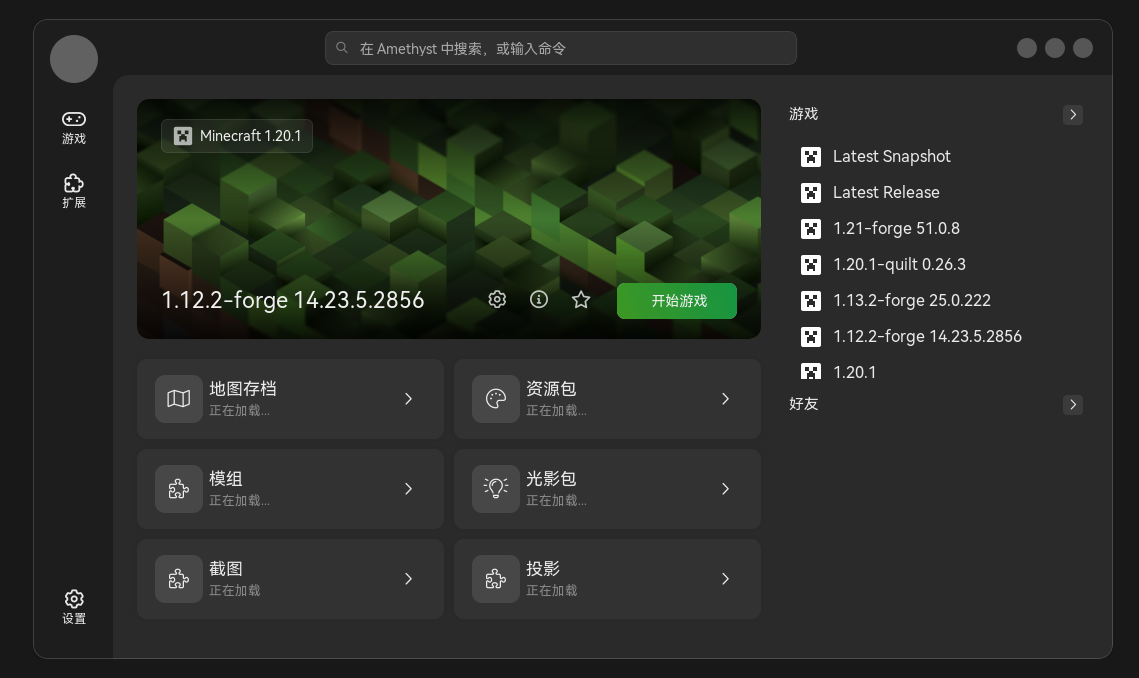 在 Amethyst 中搜索，或输入命令
游戏
扩展
设置
Minecraft 1.20.1
1.12.2-forge 14.23.5.2856
开始游戏
地图存档
正在加载...
资源包
正在加载...
模组
正在加载...
光影包
正在加载...
截图
正在加载
投影
正在加载
游戏
Latest Snapshot
Latest Release
1.21-forge 51.0.8
1.20.1-quilt 0.26.3
1.13.2-forge 25.0.222
1.12.2-forge 14.23.5.2856
1.20.1
好友